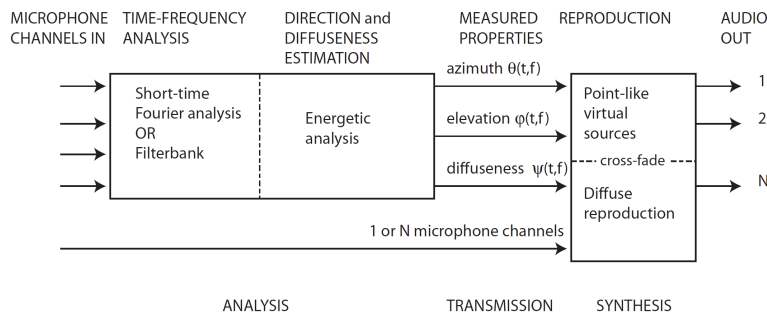 MICROPHONE
CHANNELS IN
TIME-FREQUENCY
ANALYSIS
DIRECTION and
DIFFUSENESS
ESTIMATION
MEASURED
PROPERTIES
REPRODUCTION
AUDIO
OUT
Short-time
Fourier analysis
OR
Filterbank
Energetic
analysis
azimuth θ(t,f)
elevation φ(t,f)
diffuseness ψ(t,f)
1 or N microphone channels
Point-like
virtual
sources
cross-fade
Diffuse
reproduction
1
2
N
ANALYSIS
TRANSMISSION
SYNTHESIS